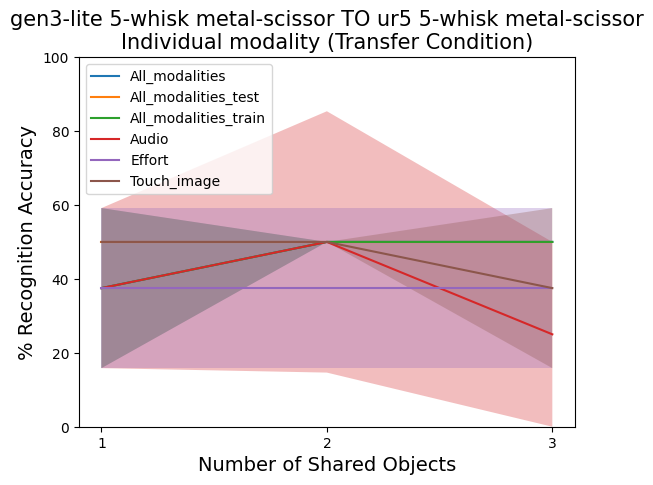 gen3-lite 5-whisk metal-scissor TO ur5 5-whisk metal-scissor
Individual modality (Transfer Condition)
100
80
60
40
20
0
% Recognition Accuracy
All_modalities
All_modalities_test
All_modalities_train
Audio
Effort
Touch_image
1 2 3
Number of Shared Objects